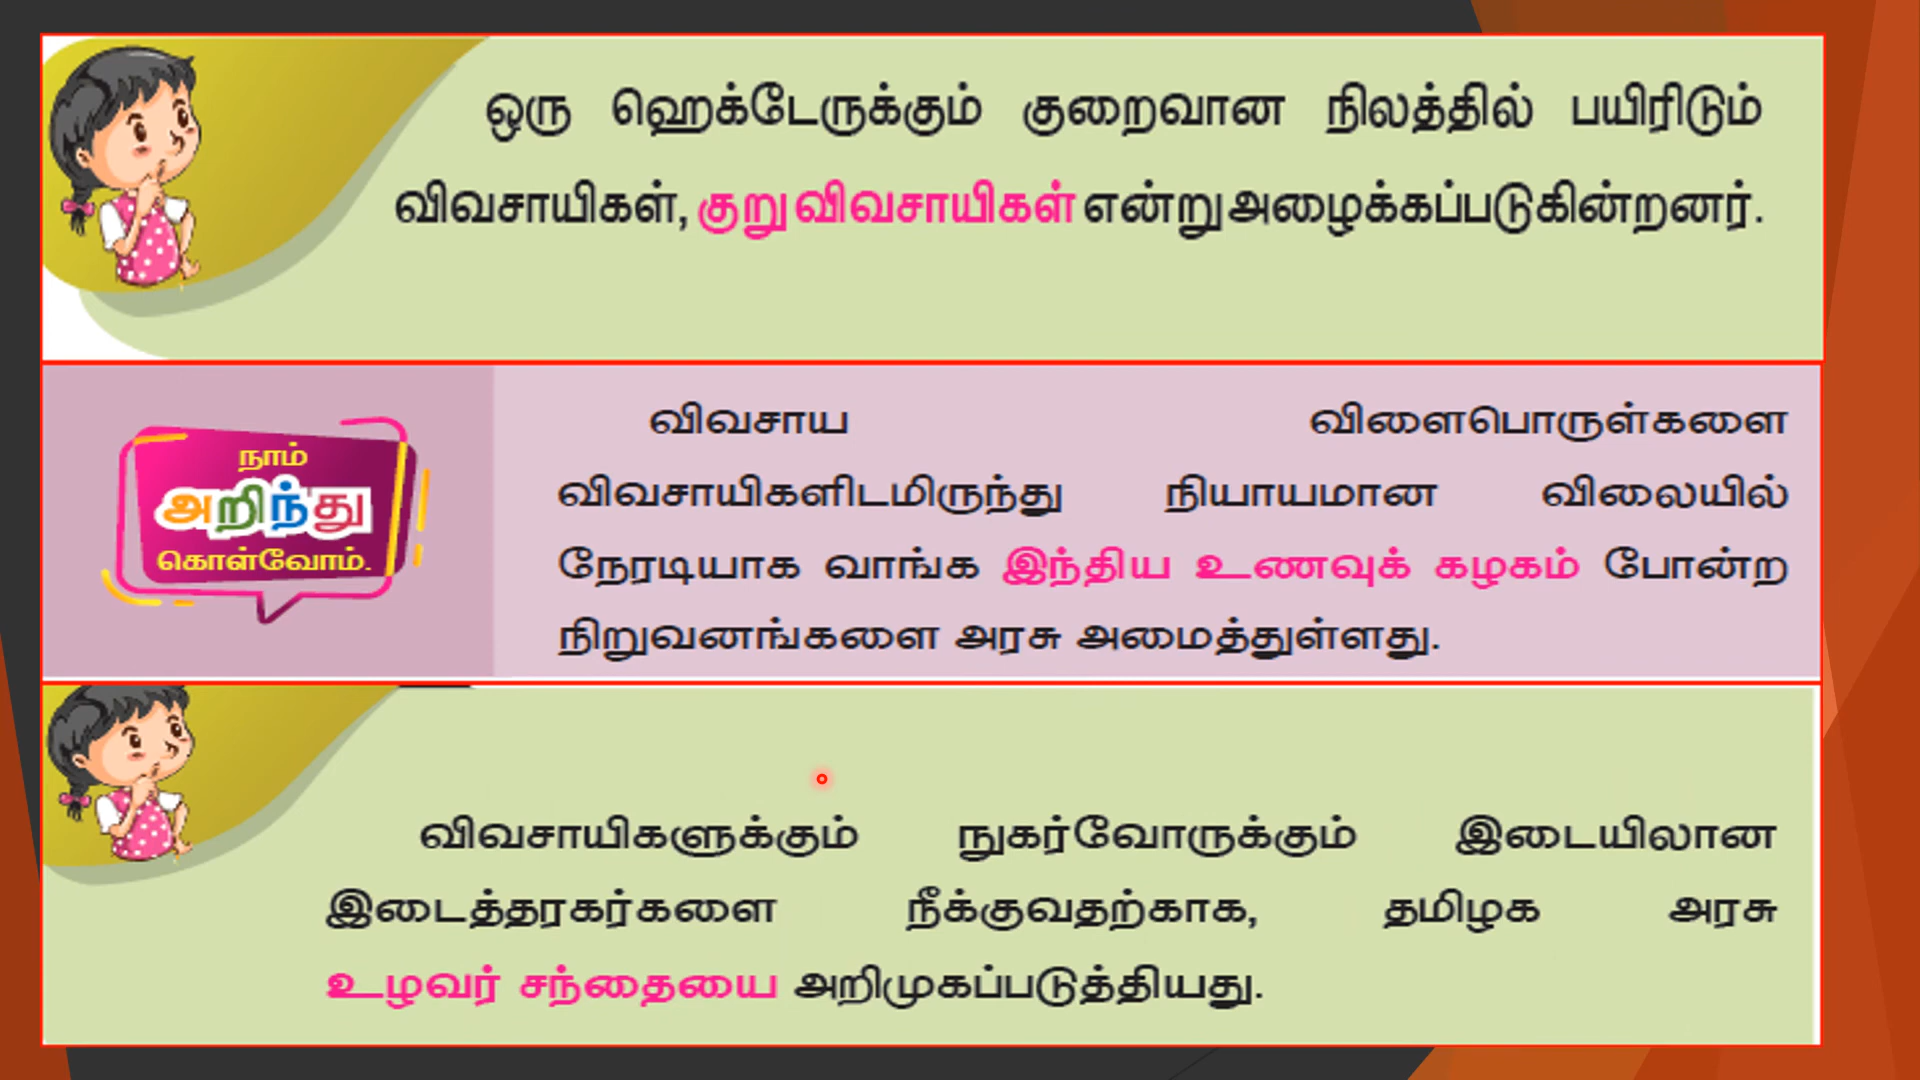 ஒரு ஹெக்டேருக்கும் குறைவான நிலத்தில் பயிரிடும்
விவசாயிகள், குறு விவசாயிகள் என்று அழைக்கப்படுகின்றனர்.
நாம்
அறிந்து
கொள்வோம்.
விவசாய விளைபொருள்களை
விவசாயிகளிடமிருந்து நியாயமான விலையில்
நேரடியாக வாங்க இந்திய உணவுக் கழகம் போன்ற
நிறுவனங்களை அரசு அமைத்துள்ளது.
விவசாயிகளுக்கும் நுகர்வோருக்கும் இடையிலான
இடைத்தரகர்களை நீக்குவதற்காக, தமிழக அரசு
உழவர் சந்தையை அறிமுகப்படுத்தியது.